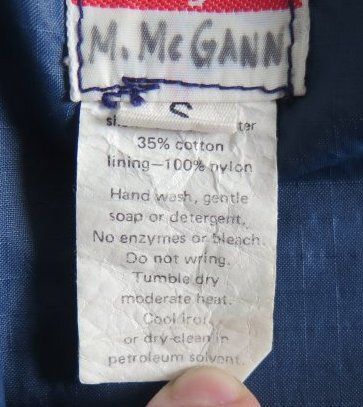 M. McGANN
C
ter
35% cotton
lining—100% nylon
Hand wash, gentle
soap or detergent.
No enzymes or bleach.
Do not wring.
Tumble dry
moderate heat.
Cool iron
or dry-clean in
petroleum solvent.